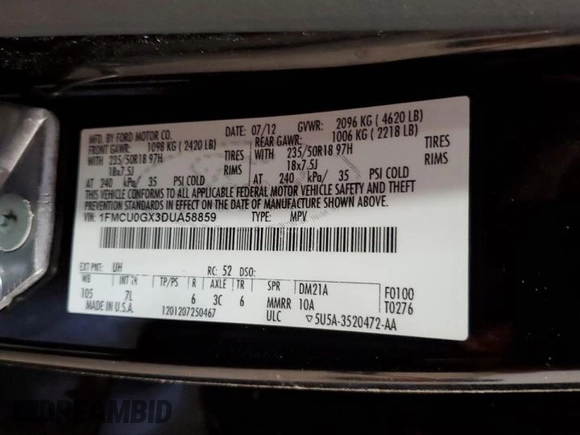 MFD. BY FORD MOTOR CO.
DATE: 07/12 GVWR: 2096 KG ( 4620 LB)
FRONT GAWR: 1098 KG ( 2420 LB) REAR GAWR: 1006 KG ( 2218 LB)
WITH 235/50R18 97H TIRES WITH 235/50R18 97H TIRES
18x7.5J RIMS 18x7.5J RIMS
AT 240 kPa/ 35 PSI COLD AT 240 kPa/ 35 PSI COLD
THIS VEHICLE CONFORMS TO ALL APPLICABLE FEDERAL MOTOR VEHICLE SAFETY AND THEFT
PREVENTION STANDARDS IN EFFECT ON THE DATE OF MANUFACTURE SHOWN ABOVE.
VIN: 1FMCU0GX3DUA58859 TYPE: MPV
EXT PNT: UH RC: 52 DSO:
WB INT TR TP/PS R AXLE TR SPR DM21A F0100
105 7L 6 3C 6 MMRR 10A T0276
MADE IN U.S.A. 1201207250467 ULC ▽5U5A-3520472-AA
DREAMBID